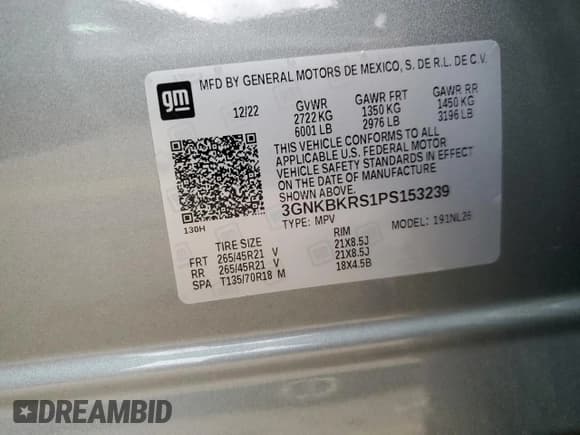 gm
MFD BY GENERAL MOTORS DE MEXICO, S. DE R.L. DE C.V.
12/22 GVWR GAWR FRT GAWR RR
2722 KG 1350 KG 1450 KG
6001 LB 2976 LB 3196 LB
THIS VEHICLE CONFORMS TO ALL
APPLICABLE U.S. FEDERAL MOTOR
VEHICLE SAFETY STANDARDS IN EFFECT
ON THE DATE OF MANUFACTURE
SHOWN ABOVE.
3GNKBKRS1PS153239
TYPE: MPV MODEL: 191NL26
130H
TIRE SIZE RIM
FRT 265/45R21 V 21X8.5J
RR 265/45R21 V 21X8.5J
SPA T135/70R18 M 18X4.5B
DREAMBID